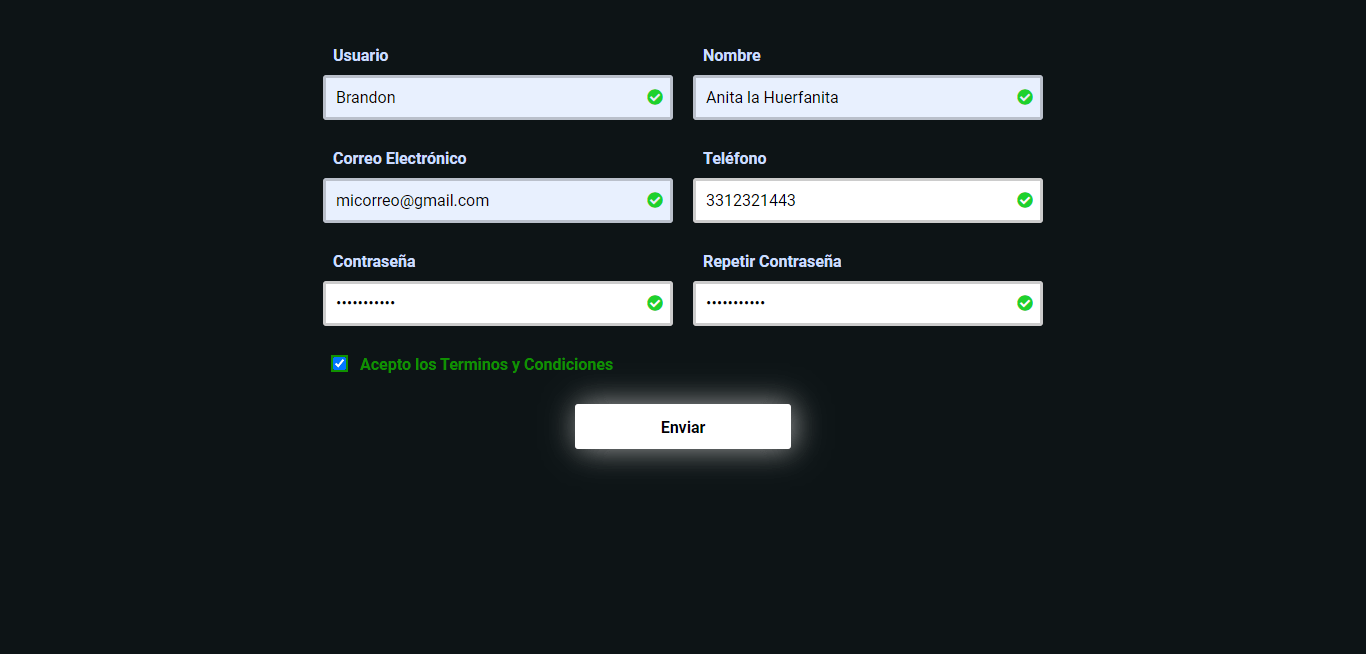 Usuario
Nombre
Brandon
Anita la Huerfanita
Correo Electrónico
Teléfono
micorreo@gmail.com
3312321443
Contraseña
Repetir Contraseña
•••••••••••
•••••••••••
Acepto los Terminos y Condiciones
Enviar